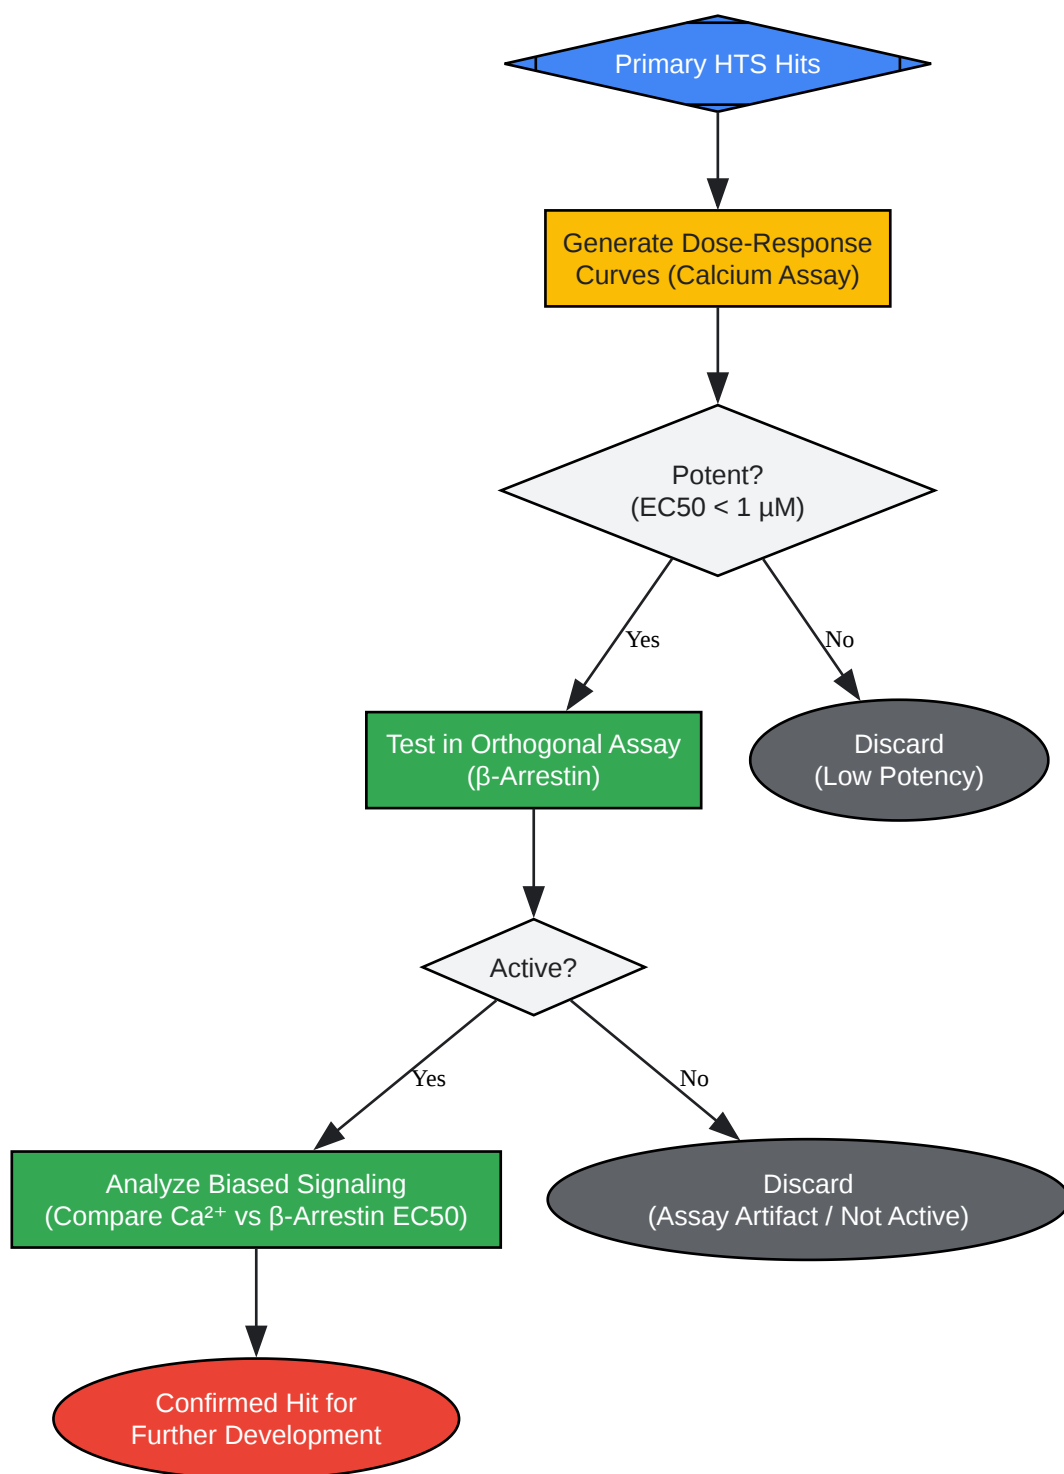 Primary HTS Hits
Generate Dose-Response
Curves (Calcium Assay)
Potent?
(EC50 < 1 µM)
Yes
No
Test in Orthogonal Assay
(β-Arrestin)
Discard
(Low Potency)
Active?
Yes
No
Analyze Biased Signaling
(Compare Ca²⁺ vs β-Arrestin EC50)
Discard
(Assay Artifact / Not Active)
Confirmed Hit for
Further Development